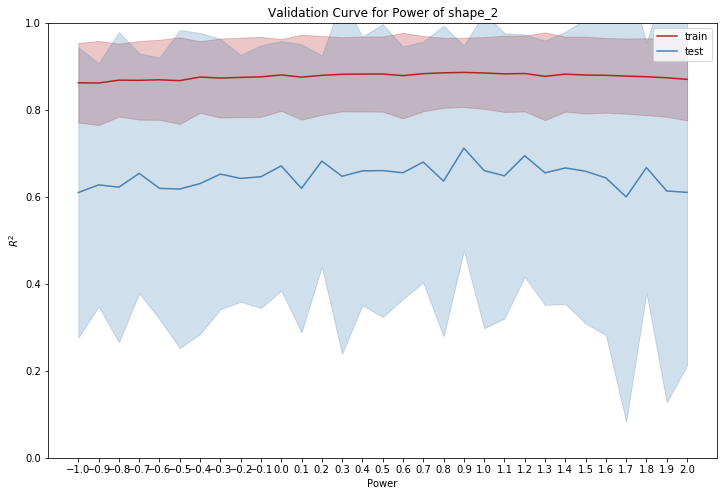 Validation Curve for Power of shape_2
1.0
0.8
0.6
0.4
0.2
0.0
R²
train
test
−1.0 −0.9 −0.8 −0.7 −0.6 −0.5 −0.4 −0.3 −0.2 −0.1 0.0 0.1 0.2 0.3 0.4 0.5 0.6 0.7 0.8 0.9 1.0 1.1 1.2 1.3 1.4 1.5 1.6 1.7 1.8 1.9 2.0
Power